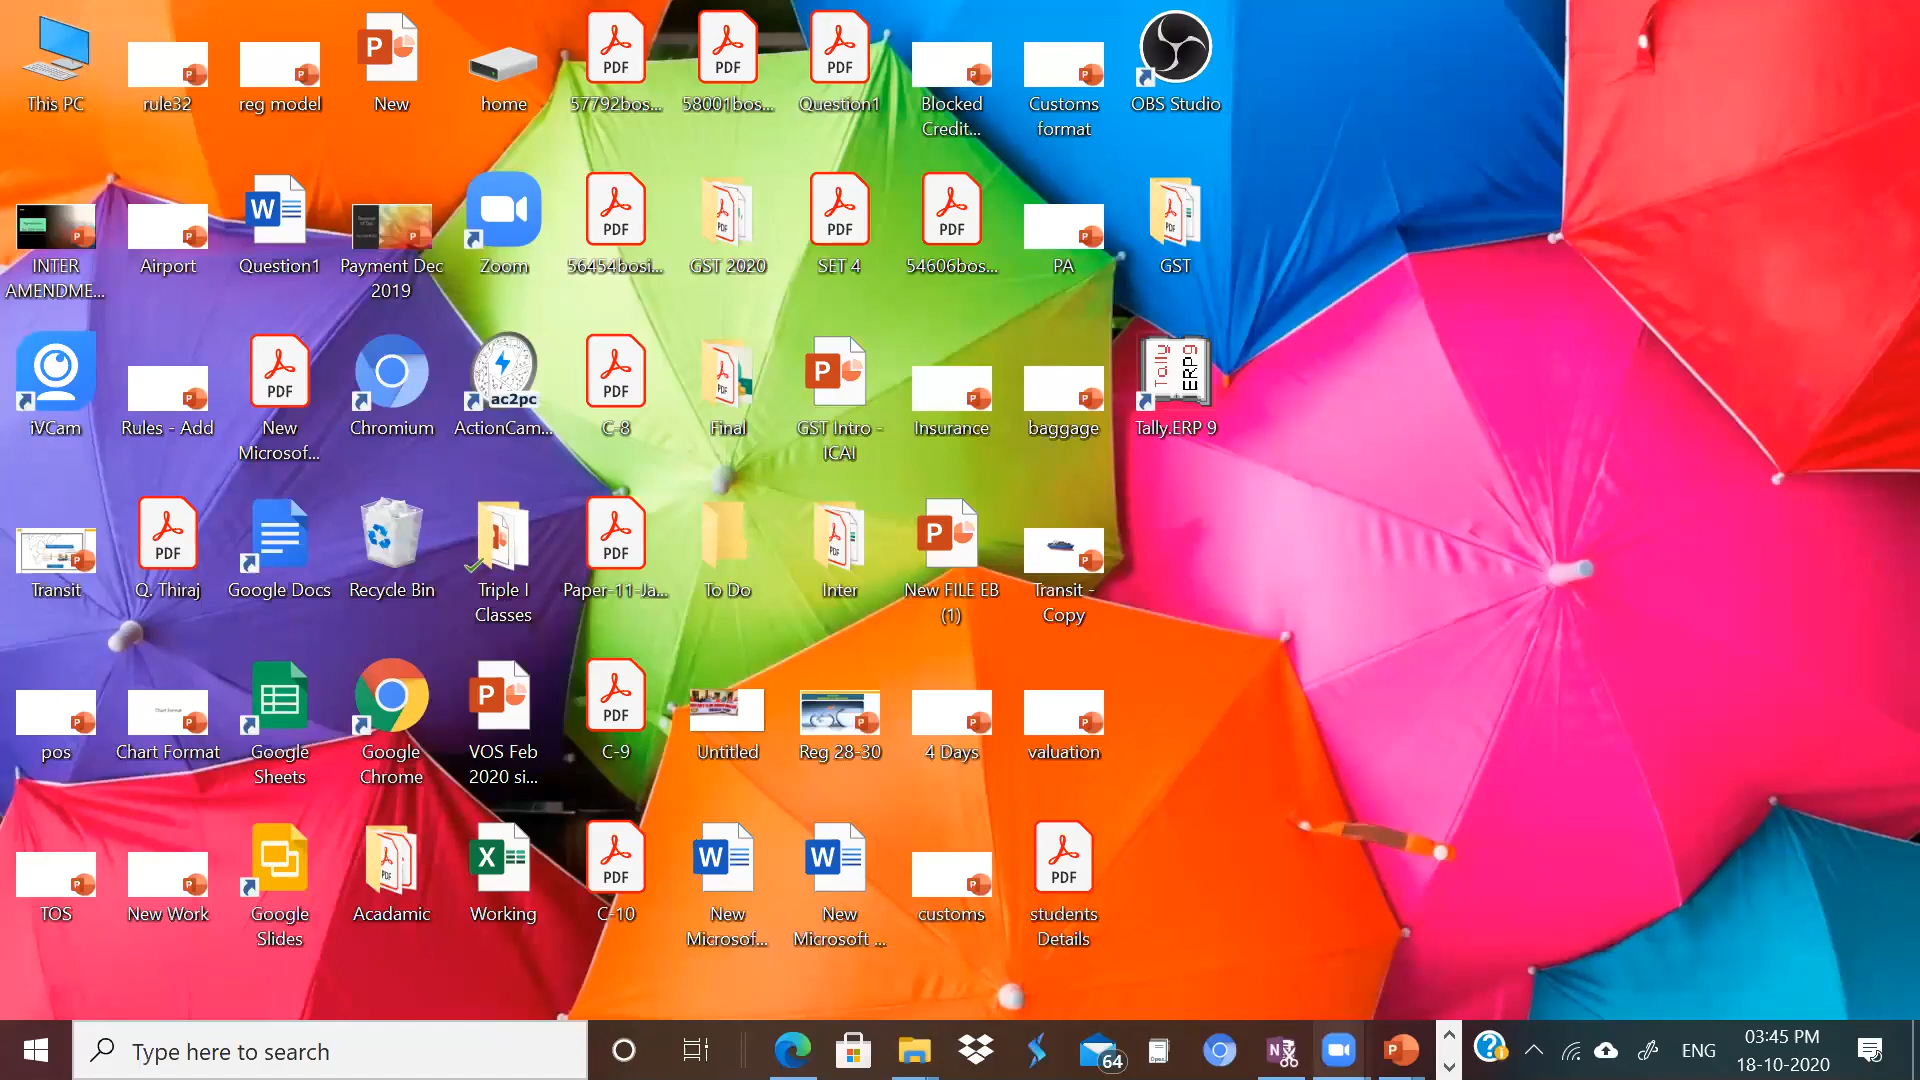 This PC
rule32
reg model
New
home
57792bos...
58001bos...
Question1
Blocked
Credit...
Customs
format
OBS Studio
INTER
AMENDME...
Airport
Question1
Payment Dec
2019
Zoom
56454bosi...
GST 2020
SET 4
54606bos...
PA
GST
iVCam
Rules - Add
New
Microsof...
Chromium
ac2pc
ActionCam...
C-8
Final
GST Intro -
ICAI
Insurance
baggage
Tally ERP9
Tally.ERP 9
Transit
Q. Thiraj
Google Docs
Recycle Bin
Triple I
Classes
Paper-11-Ja...
To Do
Inter
New FILE EB
(1)
Transit -
Copy
pos
Chart Format
Google
Sheets
Google
Chrome
VOS Feb
2020 si...
C-9
Untitled
Reg 28-30
4 Days
valuation
TOS
New Work
Google
Slides
Acadamic
Working
C-10
New
Microsof...
New
Microsoft ...
customs
students
Details
Type here to search
64
ENG
03:45 PM
18-10-2020